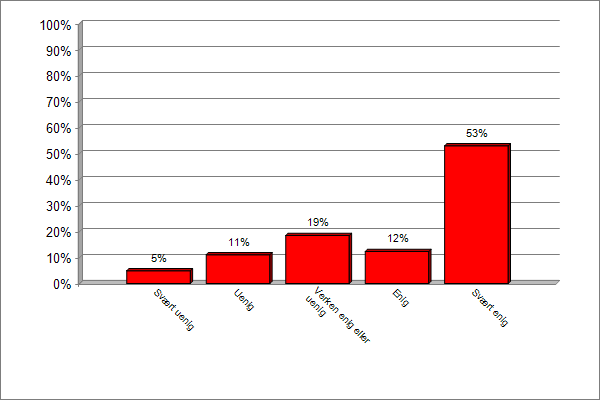 100%
90%
80%
70%
60%
50%
40%
30%
20%
10%
0%
5%
11%
19%
12%
53%
Svært uenig
Uenig
Verken enig eller
uenig
Enig
Svært enig